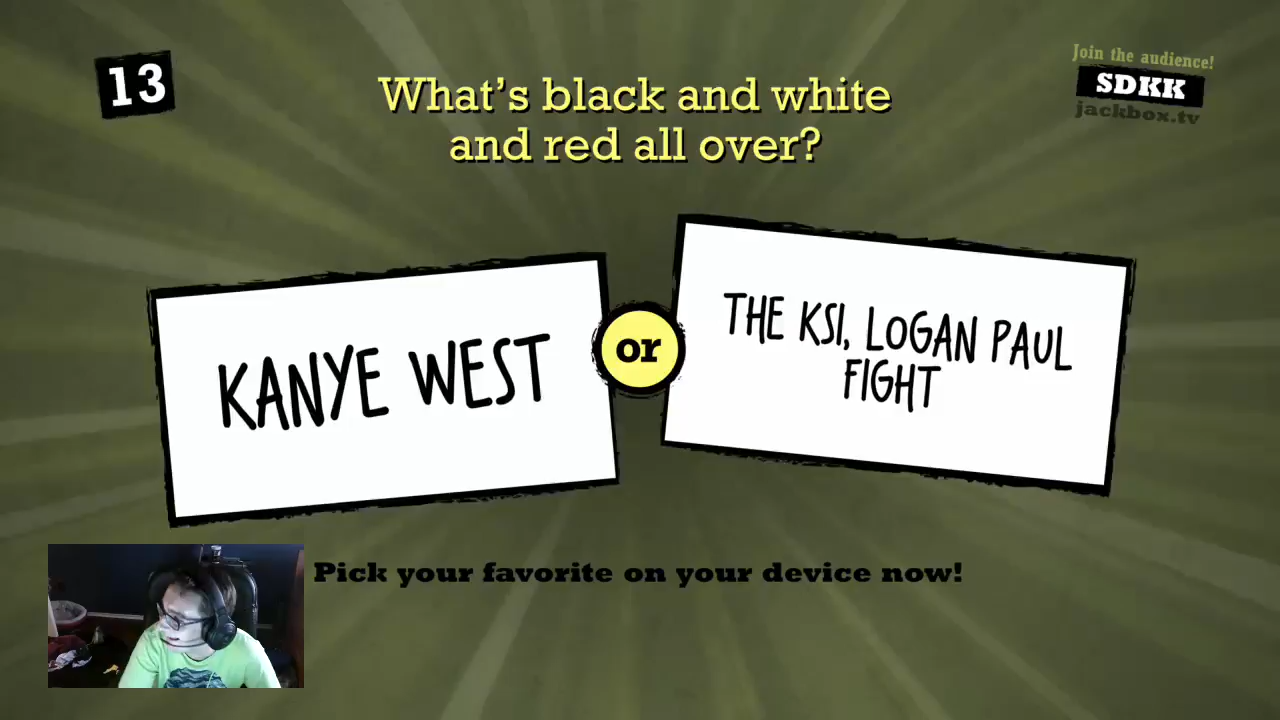 13
What's black and white
and red all over?
Join the audience!
SDKK
jackbox.tv
KANYE WEST
or
THE KSI, LOGAN PAUL
FIGHT
Pick your favorite on your device now!